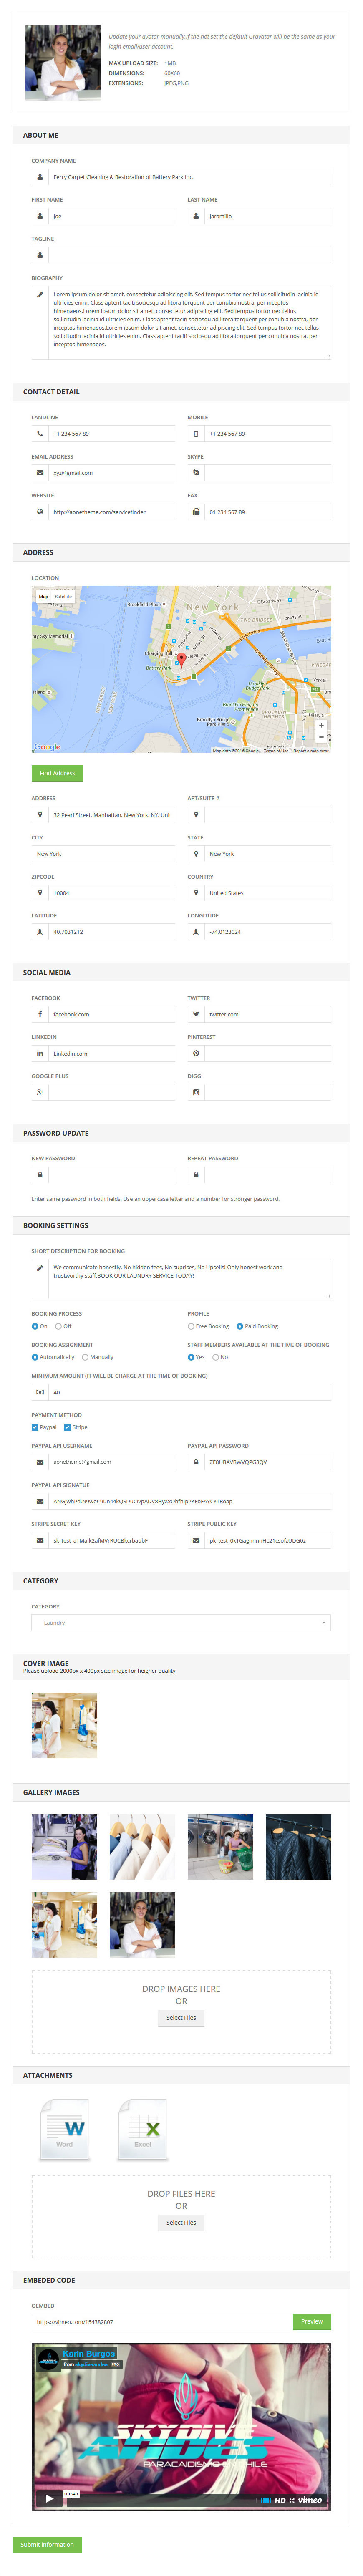 Update your avatar manually,If the not set the default Gravatar will be the same as your
login email/user account.
MAX UPLOAD SIZE: 1MB
DIMENSIONS: 60X60
EXTENSIONS: JPEG,PNG
ABOUT ME
COMPANY NAME
Ferry Carpet Cleaning & Restoration of Battery Park Inc.
FIRST NAME LAST NAME
Joe Jaramillo
TAGLINE
BIOGRAPHY
Lorem ipsum dolor sit amet, consectetur adipiscing elit. Sed tempus tortor nec tellus sollicitudin lacinia id
ultricies enim. Class aptent taciti sociosqu ad litora torquent per conubia nostra, per inceptos
himenaeos.Lorem ipsum dolor sit amet, consectetur adipiscing elit. Sed tempus tortor nec tellus
sollicitudin lacinia id ultricies enim. Class aptent taciti sociosqu ad litora torquent per conubia nostra, per
inceptos himenaeos.Lorem ipsum dolor sit amet, consectetur adipiscing elit. Sed tempus tortor nec tellus
sollicitudin lacinia id ultricies enim. Class aptent taciti sociosqu ad litora torquent per conubia nostra, per
inceptos himenaeos.
CONTACT DETAIL
LANDLINE MOBILE
+1 234 567 89 +1 234 567 89
EMAIL ADDRESS SKYPE
xyz@gmail.com
WEBSITE FAX
http://aonetheme.com/servicefinder 01 234 567 89
ADDRESS
LOCATION
Map Satellite
Brookfield Place
New York
TWO BRIDGES
Battery Park
BROOKLYN HEIGHTS
VINEGAR
Google
Map data ©2016 Google Terms of Use Report a map error
Find Address
ADDRESS APT/SUITE #
32 Pearl Street, Manhattan, New York, NY, Uni
CITY STATE
New York New York
ZIPCODE COUNTRY
10004 United States
LATITUDE LONGITUDE
40.7031212 -74.0123024
SOCIAL MEDIA
FACEBOOK TWITTER
facebook.com twitter.com
LINKEDIN PINTEREST
Linkedin.com
GOOGLE PLUS DIGG
PASSWORD UPDATE
NEW PASSWORD REPEAT PASSWORD
Enter same password in both fields. Use an uppercase letter and a number for stronger password.
BOOKING SETTINGS
SHORT DESCRIPTION FOR BOOKING
We communicate honestly, No hidden fees, No suprises, No Upsells! Only honest work and
trustworthy staff.BOOK OUR LAUNDRY SERVICE TODAY!
BOOKING PROCESS PROFILE
On Off Free Booking Paid Booking
BOOKING ASSIGNMENT STAFF MEMBERS AVAILABLE AT THE TIME OF BOOKING
Automatically Manually Yes No
MINIMUM AMOUNT (IT WILL BE CHARGE AT THE TIME OF BOOKING)
40
PAYMENT METHOD
Paypal Stripe
PAYPAL API USERNAME PAYPAL API PASSWORD
aonetheme@gmail.com ZEBUBAVBWVQPG3QV
PAYPAL API SIGNATUE
STRIPE SECRET KEY STRIPE PUBLIC KEY
CATEGORY
CATEGORY
Laundry
COVER IMAGE
Please upload 2000px x 400px size image for heigher quality
GALLERY IMAGES
DROP IMAGES HERE
OR
Select Files
ATTACHMENTS
W X
Word Excel
DROP FILES HERE
OR
Select Files
EMBEDED CODE
OEMBED
https://vimeo.com/154382807 Preview
Karin Burgos
from PRO
SKYDIVE
ANDES
PARACAIDISMO CHILE
03:48
HD vimeo
Submit information